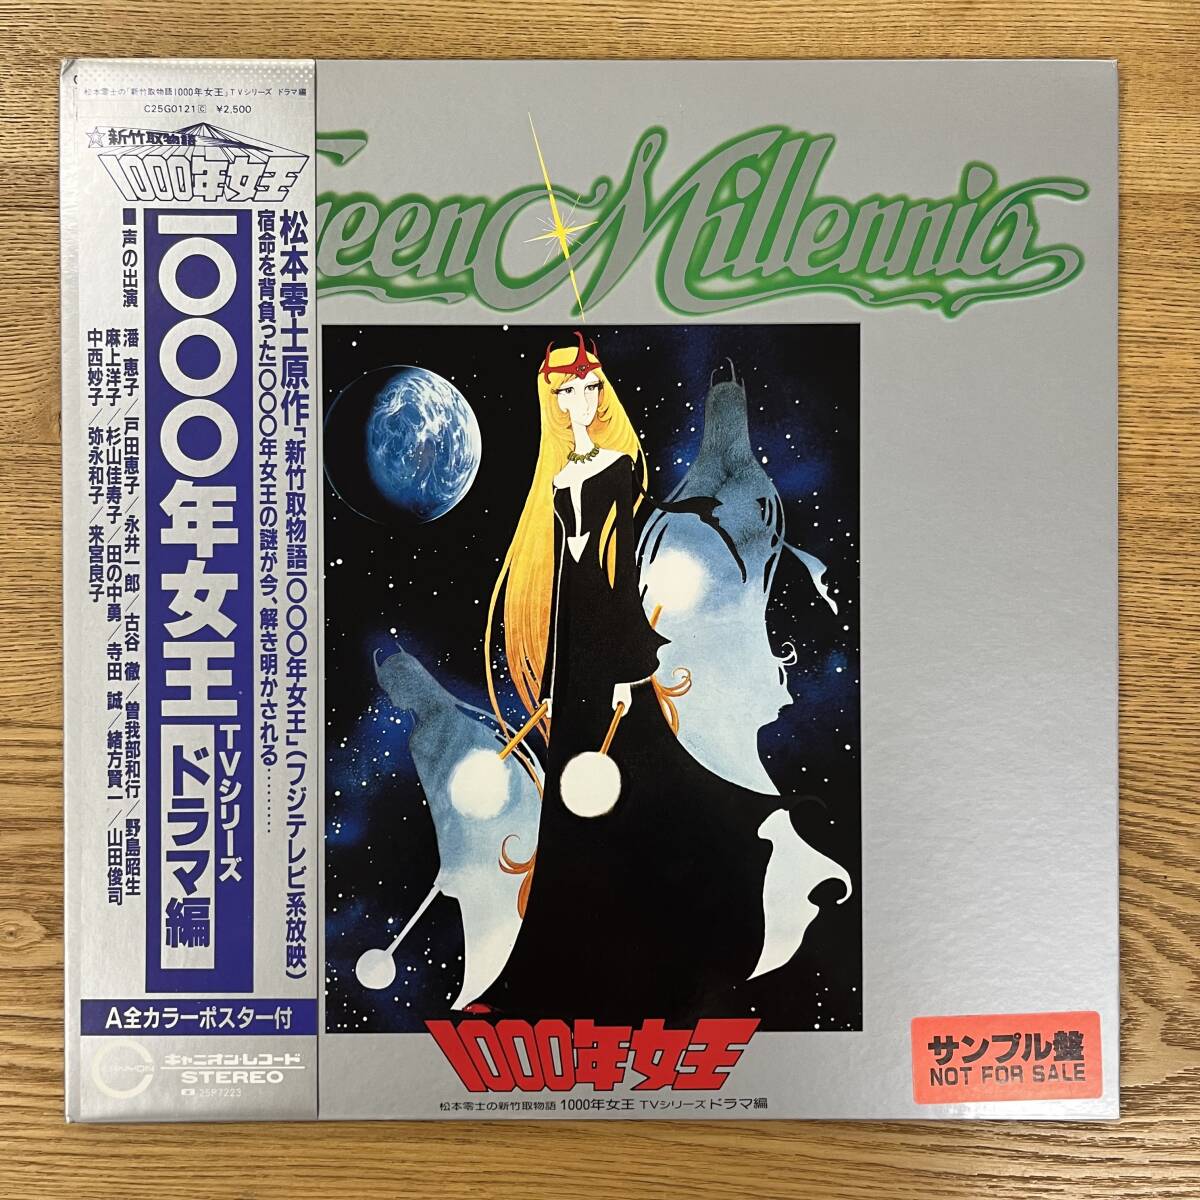 松本零士の「新竹取物語1000年女王」TVシリーズ ドラマ編
C25G0121 C ¥2,500
新竹取物語
1000年女王
松本零士原作「新竹取物語一〇〇〇年女王」(フジテレビ系放映)
宿命を背負った一〇〇〇年女王の謎が今、解き明かされる………
一〇〇〇年女王
TVシリーズ
ドラマ編
■声の出演
潘 恵子/戸田恵子/永井一郎/古谷 徹/曽我部和行/野島昭生
麻上洋子/杉山佳寿子/田の中勇/寺田 誠/緒方賢一/山田俊司
中西妙子/弥永和子/来宮良子
A全カラーポスター付
CANYON
キャニオン・レコード
STEREO
25P7223
Queen Millennia
1000年女王
松本零士の新竹取物語 1000年女王 TVシリーズ ドラマ編
サンプル盤
NOT FOR SALE